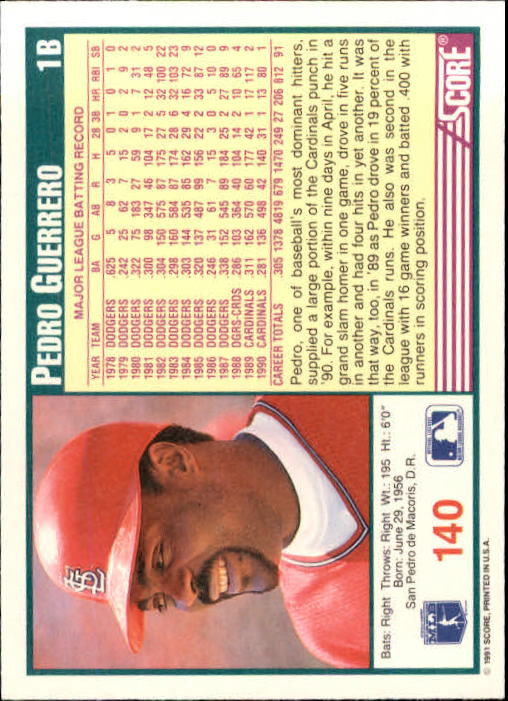 PEDRO GUERRERO 1B
MAJOR LEAGUE BATTING RECORD
YEAR TEAM BA G AB R H 2B 3B HR RBI SB
1978 DODGERS .625 5 8 3 5 0 1 0 1 0
1979 DODGERS .242 25 62 7 15 2 0 2 9 2
1980 DODGERS .322 75 183 27 59 9 1 7 31 2
1981 DODGERS .300 98 347 46 104 17 2 12 48 5
1982 DODGERS .304 150 575 87 175 27 5 32 100 22
1983 DODGERS .298 160 584 87 174 28 6 32 103 23
1984 DODGERS .303 144 535 85 162 29 4 16 72 9
1985 DODGERS .320 137 487 99 156 22 2 33 87 12
1986 DODGERS .246 31 61 7 15 3 0 5 10 0
1987 DODGERS .338 152 545 89 184 25 2 27 89 9
1988 DGRS-CRDS .286 103 364 40 104 14 2 10 65 4
1989 CARDINALS .311 162 570 60 177 42 1 17 117 2
1990 CARDINALS .281 136 498 42 140 31 1 13 80 1
CAREER TOTALS .305 1378 4819 679 1470 249 27 206 812 91
Pedro, one of baseball's most dominant hitters,
supplied a large portion of the Cardinals punch in
'90. For example, within nine days in April, he hit a
grand slam homer in one game, drove in five runs
in another and had four hits in yet another. It was
that way, too, in '89 as Pedro drove in 19 percent of
the Cardinals runs. He also was second in the
league with 16 game winners and batted .400 with
runners in scoring position.
SCORE®
Bats: Right Throws: Right Wt.: 195 Ht.: 6'0"
Born: June 29, 1956
San Pedro de Macoris, D.R.
140
© 1991 SCORE, PRINTED IN U.S.A.